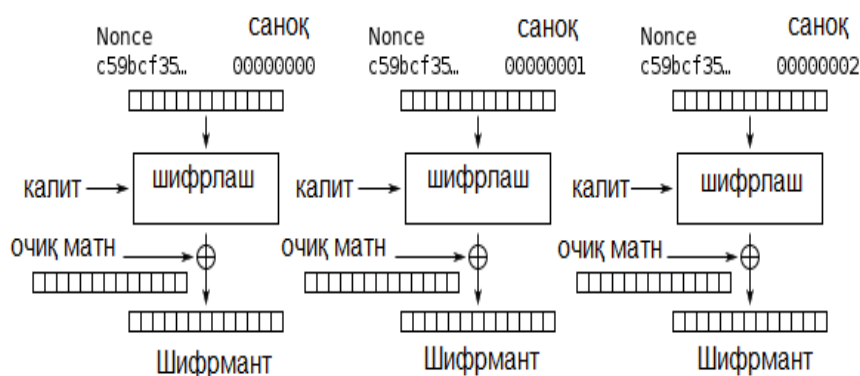 Nonce саноқ Nonce саноқ Nonce саноқ
c59bcf35… 00000000 c59bcf35… 00000001 c59bcf35… 00000002
калит шифрлаш калит шифрлаш калит шифрлаш
очиқ матн очиқ матн очиқ матн
Шифрмант Шифрмант Шифрмант